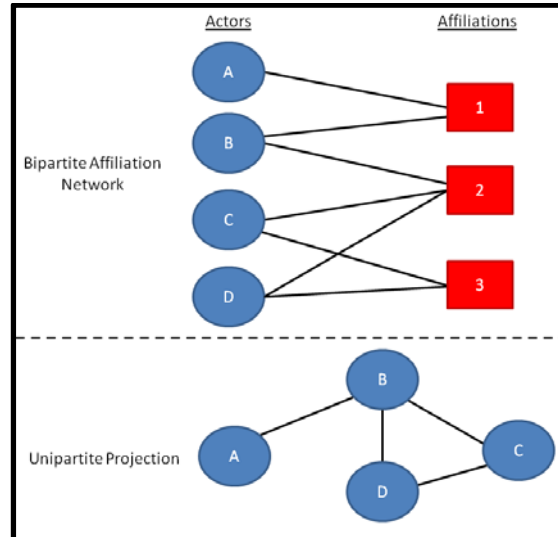 Actors
Affiliations
A
1
B
Bipartite Affiliation
Network
2
C
D
3
B
A
C
Unipartite Projection
D